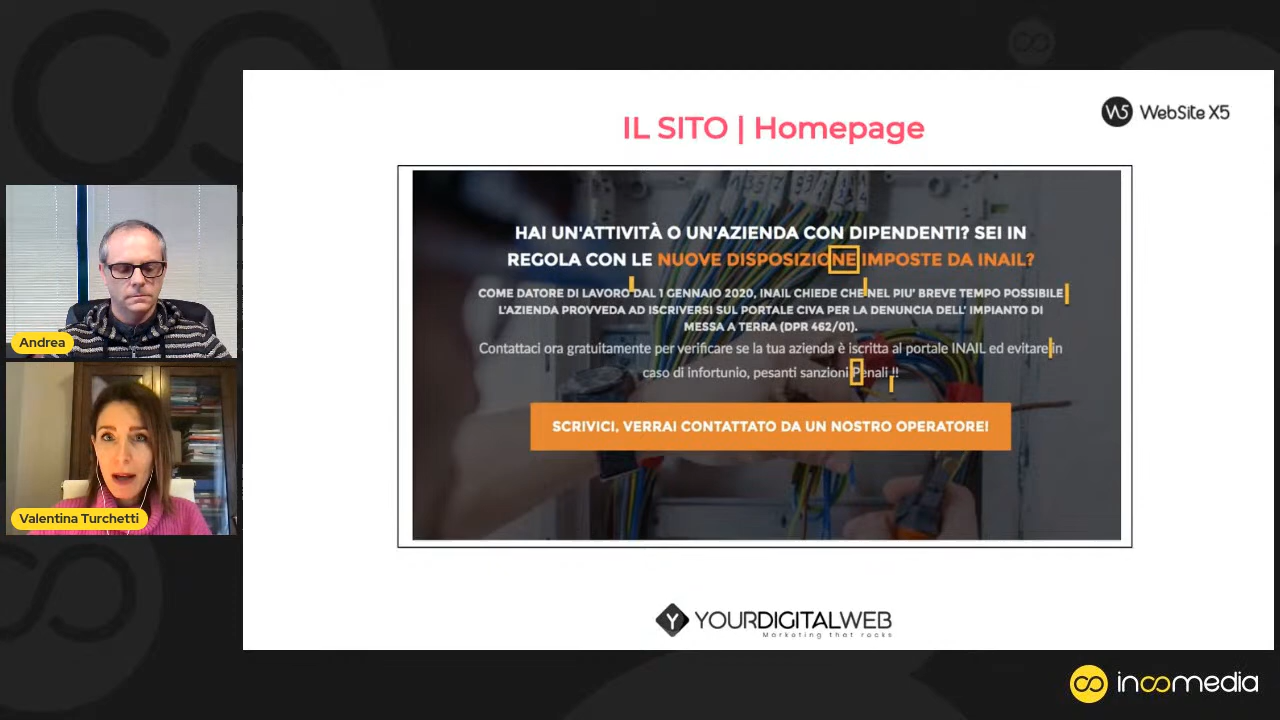 IL SITO | Homepage
W5 WebSite X5
HAI UN'ATTIVITÀ O UN'AZIENDA CON DIPENDENTI? SEI IN
REGOLA CON LE NUOVE DISPOSIZIONE IMPOSTE DA INAIL?
COME DATORE DI LAVORO DAL 1 GENNAIO 2020, INAIL CHIEDE CHE NEL PIU' BREVE TEMPO POSSIBILE
L'AZIENDA PROVVEDA AD ISCRIVERSI SUL PORTALE CIVA PER LA DENUNCIA DELL' IMPIANTO DI
MESSA A TERRA (DPR 462/01).
Contattaci ora gratuitamente per verificare se la tua azienda è iscritta al portale INAIL ed evitare in
caso di infortunio, pesanti sanzioni Penali !!
SCRIVICI, VERRAI CONTATTATO DA UN NOSTRO OPERATORE!
Andrea
Valentina Turchetti
Y YOURDIGITALWEB
Marketing that rocks
incomedia